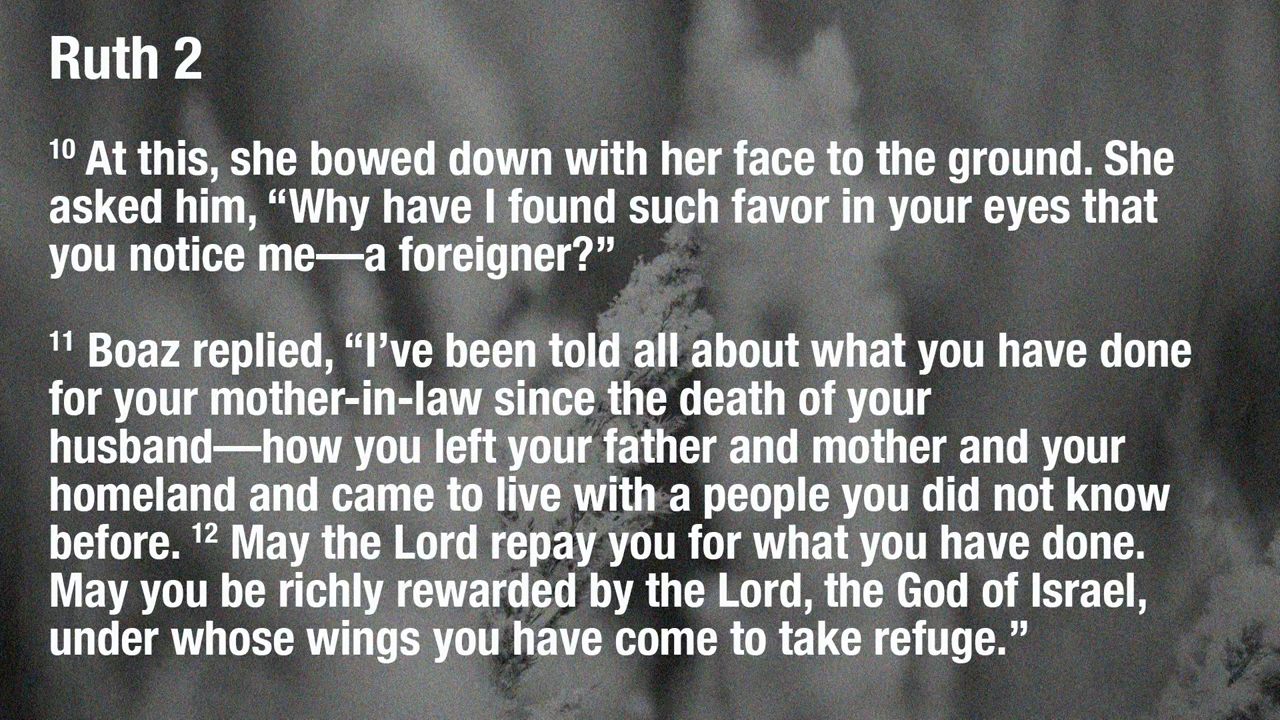 Ruth 2
10 At this, she bowed down with her face to the ground. She
asked him, “Why have I found such favor in your eyes that
you notice me—a foreigner?”
11 Boaz replied, “I’ve been told all about what you have done
for your mother-in-law since the death of your
husband—how you left your father and mother and your
homeland and came to live with a people you did not know
before. 12 May the Lord repay you for what you have done.
May you be richly rewarded by the Lord, the God of Israel,
under whose wings you have come to take refuge.”